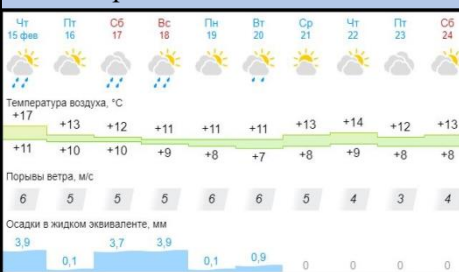 Чт Пт Сб Вс Пн Вт Ср Чт Пт Сб
15 фев 16 17 18 19 20 21 22 23 24
Температура воздуха, °C
+17 +13 +12 +11 +11 +11 +13 +14 +12 +13
+11 +10 +10 +9 +8 +7 +8 +9 +8 +8
Порывы ветра, м/с
6 5 5 5 6 6 5 4 3 4
Осадки в жидком эквиваленте, мм
3,9 0,1 3,7 3,9 0,1 0,9 0 0 0 0